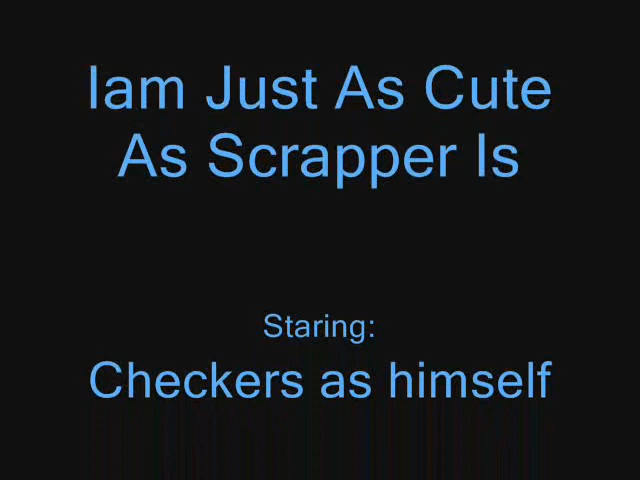 Iam Just As Cute
As Scrapper Is
Staring:
Checkers as himself